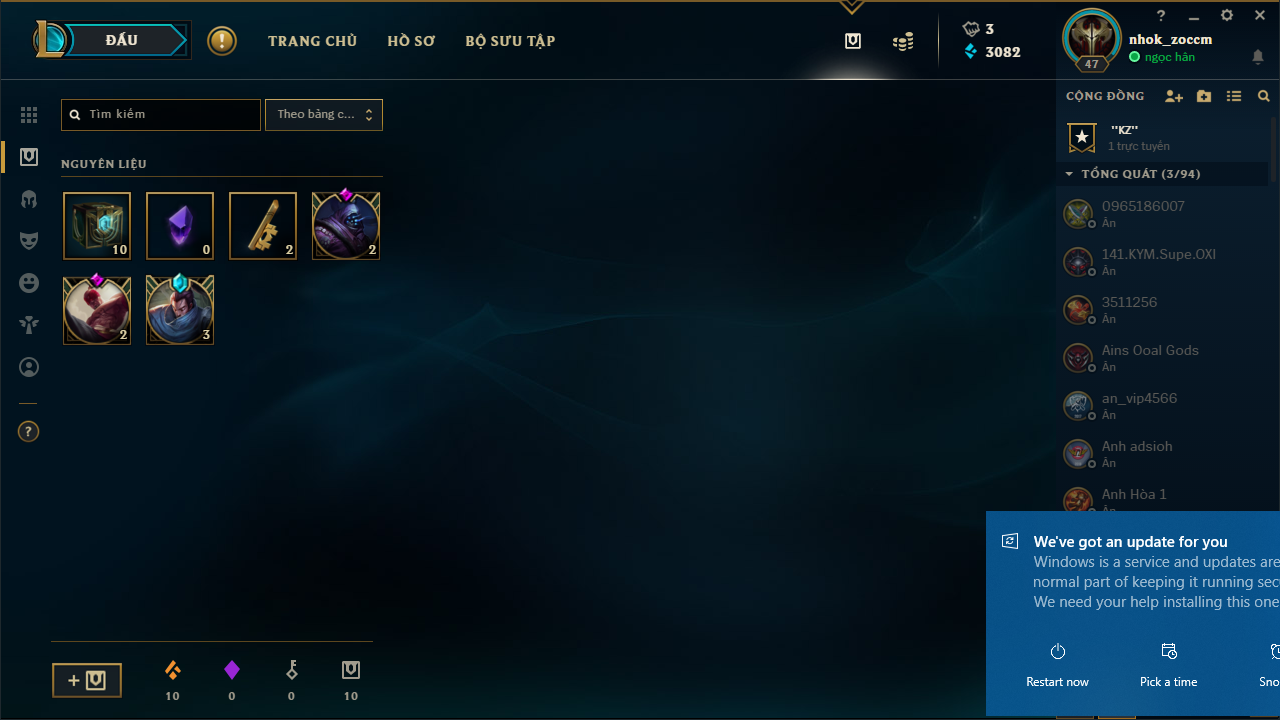 ĐẤU
TRANG CHỦ
HỒ SƠ
BỘ SƯU TẬP
3
3082
?
47
nhok_zoccm
ngọc hân
CỘNG ĐỒNG
Tìm kiếm
Theo bảng c...
"KZ"
1 trực tuyến
TỔNG QUÁT (3/94)
NGUYÊN LIỆU
10
0
2
2
2
3
0965186007
Ẩn
141.KYM.Supe.OXI
Ẩn
3511256
Ẩn
Ains Ooal Gods
Ẩn
an_vip4566
Ẩn
Anh adsioh
Ẩn
Anh Hòa 1
?
We've got an update for you
Windows is a service and updates are
normal part of keeping it running sec
We need your help installing this one
Restart now
Pick a time
Sno
10
0
0
10